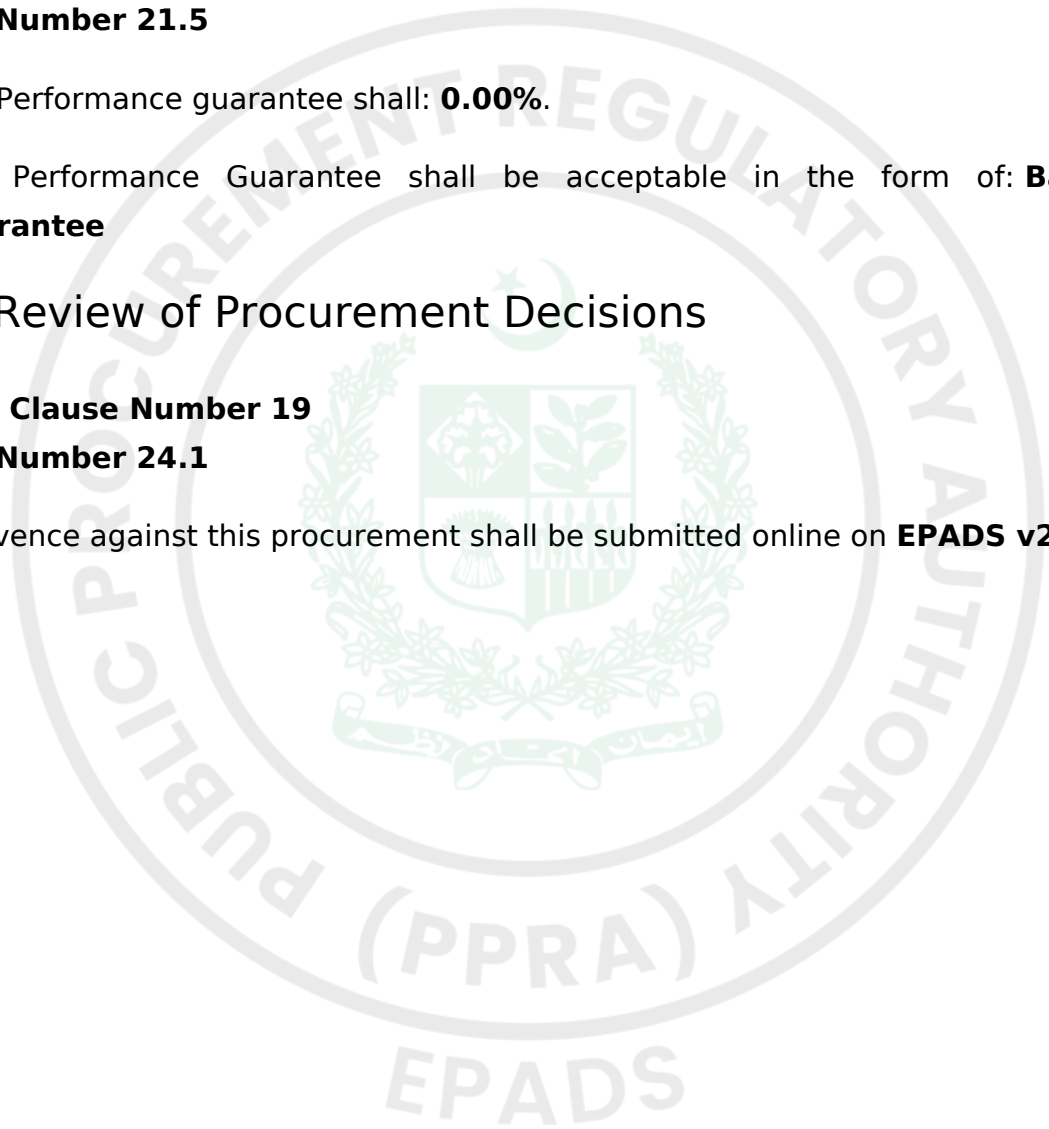 Number 21.5
Performance guarantee shall: 0.00%.
Performance Guarantee shall be acceptable in the form of: Ba
rantee
Review of Procurement Decisions
Clause Number 19
Number 24.1
vence against this procurement shall be submitted online on EPADS v2
PUBLIC PROCUREMENT REGULATORY AUTHORITY
(PPRA)
EPADS